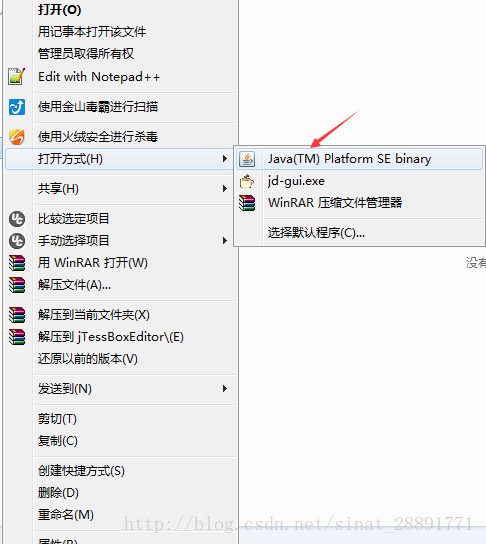 打开(O)
用记事本打开该文件
管理员取得所有权
Edit with Notepad++
使用金山毒霸进行扫描
使用火绒安全进行杀毒
打开方式(H)
Java(TM) Platform SE binary
jd-gui.exe
WinRAR 压缩文件管理器
选择默认程序(C)...
共享(H)
比较选定项目
手动选择项目
用 WinRAR 打开(W)
解压文件(A)...
没有
解压到当前文件夹(X)
解压到 jTessBoxEditor\(E)
还原以前的版本(V)
发送到(N)
剪切(T)
复制(C)
创建快捷方式(S)
删除(D)
重命名(M)
http://blog.csdn.net/sinat_28891771
属性(R)